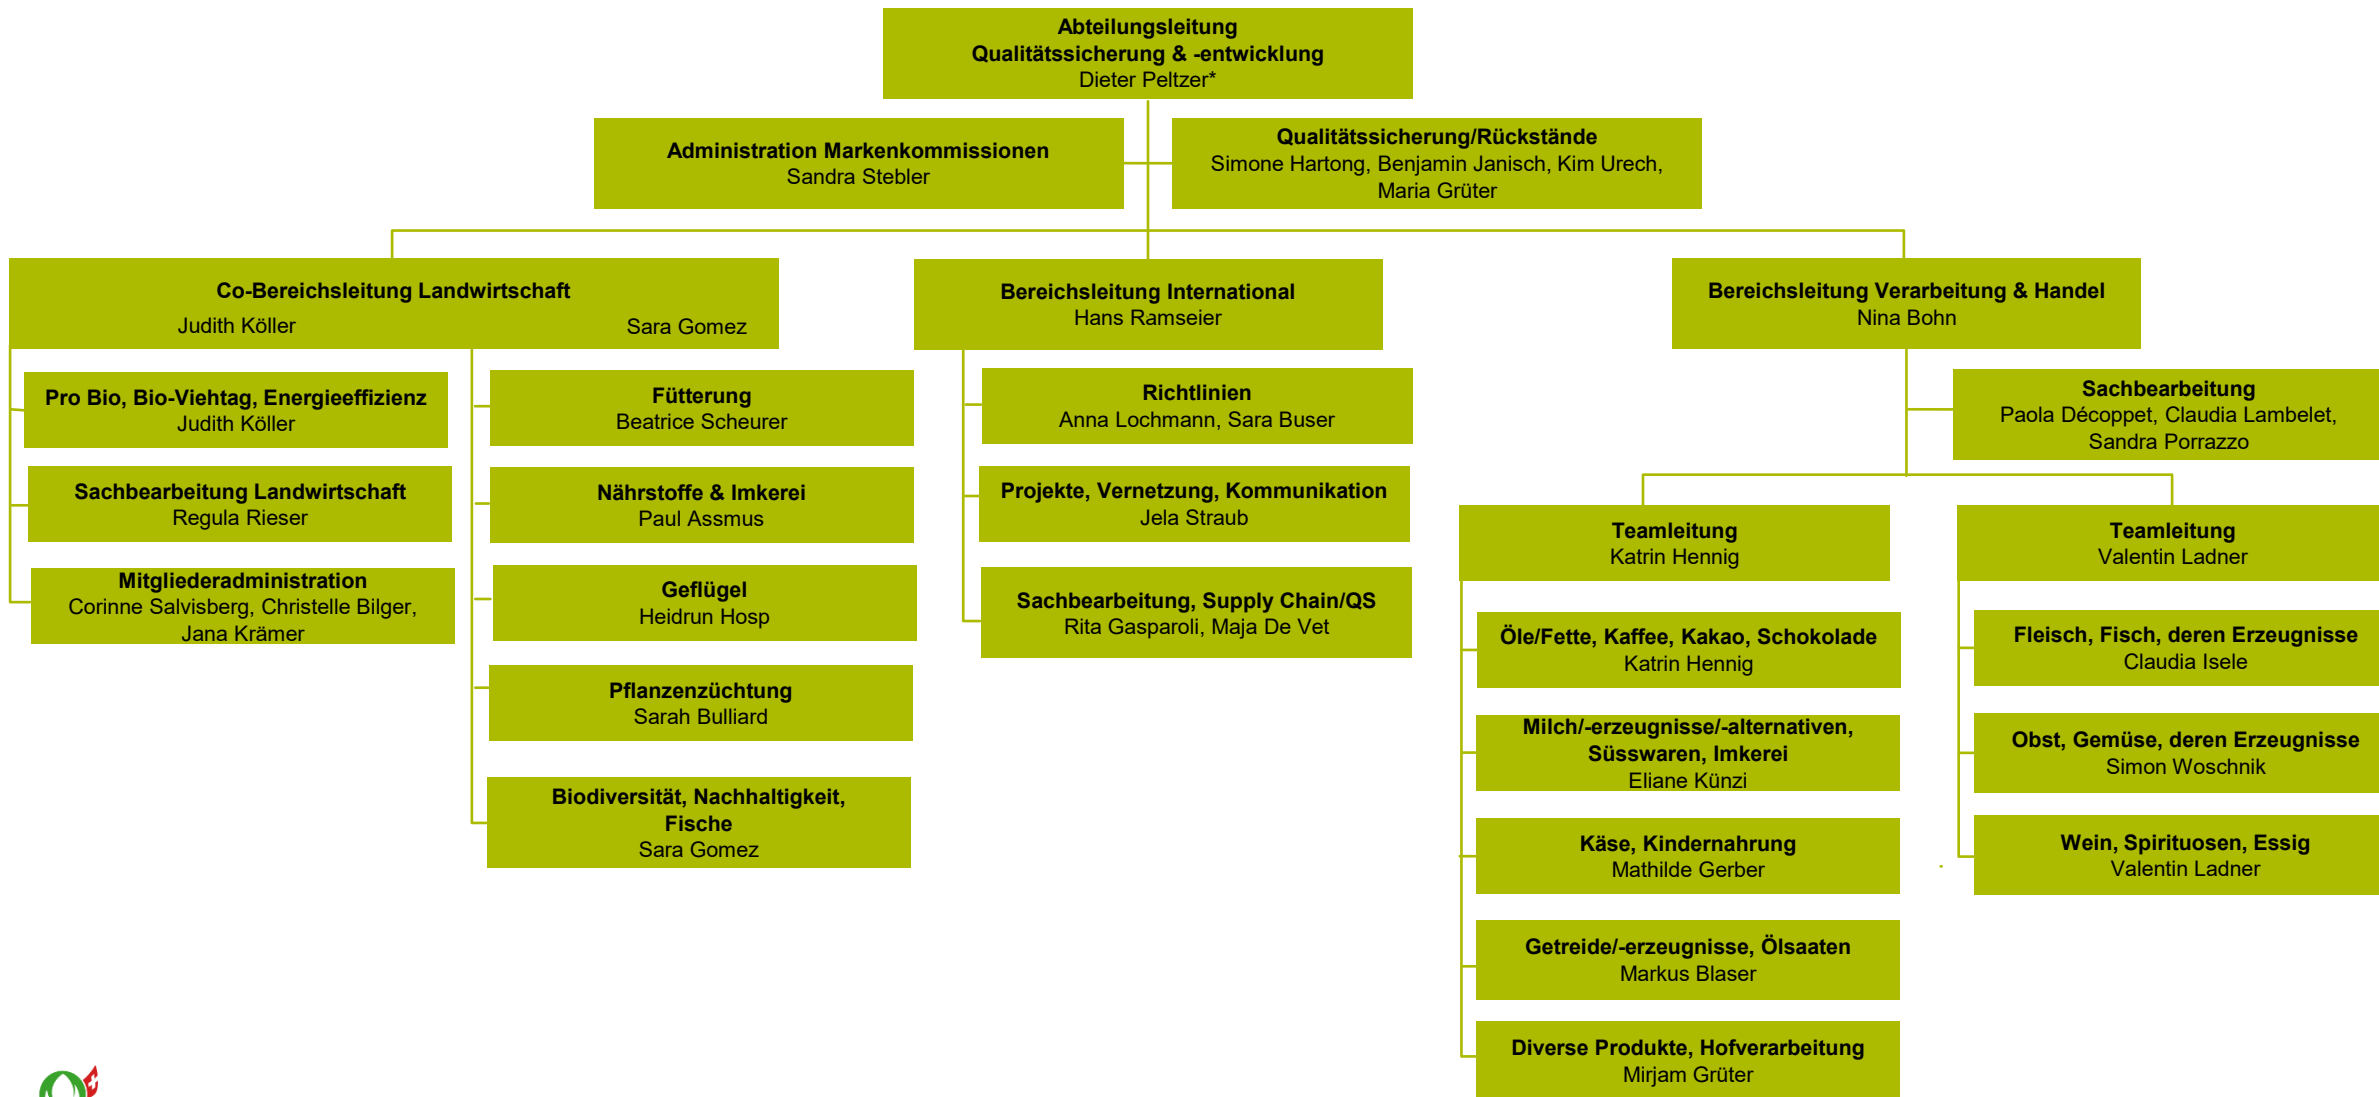 Abteilungsleitung
Qualitätssicherung & -entwicklung
Dieter Peltzer*
Administration Markenkommissionen
Sandra Stebler
Qualitätssicherung/Rückstände
Simone Hartong, Benjamin Janisch, Kim Urech,
Maria Grüter
Co-Bereichsleitung Landwirtschaft
Judith Köller
Sara Gomez
Pro Bio, Bio-Viehtag, Energieeffizienz
Judith Köller
Sachbearbeitung Landwirtschaft
Regula Rieser
Mitgliederadministration
Corinne Salvisberg, Christelle Bilger,
Jana Krämer
Fütterung
Beatrice Scheurer
Nährstoffe & Imkerei
Paul Assmus
Geflügel
Heidrun Hosp
Pflanzenzüchtung
Sarah Bulliard
Biodiversität, Nachhaltigkeit,
Fische
Sara Gomez
Bereichsleitung International
Hans Ramseier
Richtlinien
Anna Lochmann, Sara Buser
Projekte, Vernetzung, Kommunikation
Jela Straub
Sachbearbeitung, Supply Chain/QS
Rita Gasparoli, Maja De Vet
Bereichsleitung Verarbeitung & Handel
Nina Bohn
Sachbearbeitung
Paola Décoppet, Claudia Lambelet,
Sandra Porrazzo
Teamleitung
Katrin Hennig
Öle/Fette, Kaffee, Kakao, Schokolade
Katrin Hennig
Milch/-erzeugnisse/-alternativen,
Süsswaren, Imkerei
Eliane Künzi
Käse, Kindernahrung
Mathilde Gerber
Getreide/-erzeugnisse, Ölsaaten
Markus Blaser
Diverse Produkte, Hofverarbeitung
Mirjam Grüter
Teamleitung
Valentin Ladner
Fleisch, Fisch, deren Erzeugnisse
Claudia Isele
Obst, Gemüse, deren Erzeugnisse
Simon Woschnik
Wein, Spirituosen, Essig
Valentin Ladner